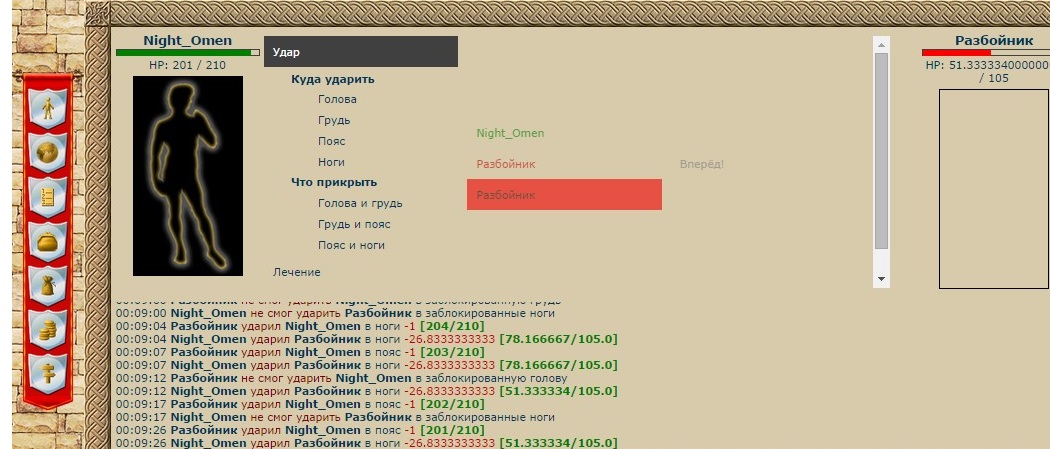 Night_Omen
HP: 201 / 210
Удар
Куда ударить
Голова
Грудь
Пояс
Ноги
Что прикрыть
Голова и грудь
Грудь и пояс
Пояс и ноги
Лечение
Night_Omen
Разбойник
Вперёд!
Разбойник
Разбойник
HP: 51.333334000000
/ 105
00:09:00 Разбойник не смог ударить Night_Omen в заблокированную грудь
00:09:00 Night_Omen не смог ударить Разбойник в заблокированные ноги
00:09:04 Разбойник ударил Night_Omen в ноги -1 [204/210]
00:09:04 Night_Omen ударил Разбойник в ноги -26.8333333333 [78.166667/105.0]
00:09:07 Разбойник ударил Night_Omen в пояс -1 [203/210]
00:09:07 Night_Omen ударил Разбойник в ноги -26.8333333333 [78.166667/105.0]
00:09:12 Разбойник не смог ударить Night_Omen в заблокированную голову
00:09:12 Night_Omen ударил Разбойник в ноги -26.8333333333 [51.333334/105.0]
00:09:17 Разбойник ударил Night_Omen в пояс -1 [202/210]
00:09:17 Night_Omen не смог ударить Разбойник в заблокированные ноги
00:09:26 Разбойник ударил Night_Omen в пояс -1 [201/210]
00:09:26 Night_Omen ударил Разбойник в ноги -26.8333333333 [51.333334/105.0]